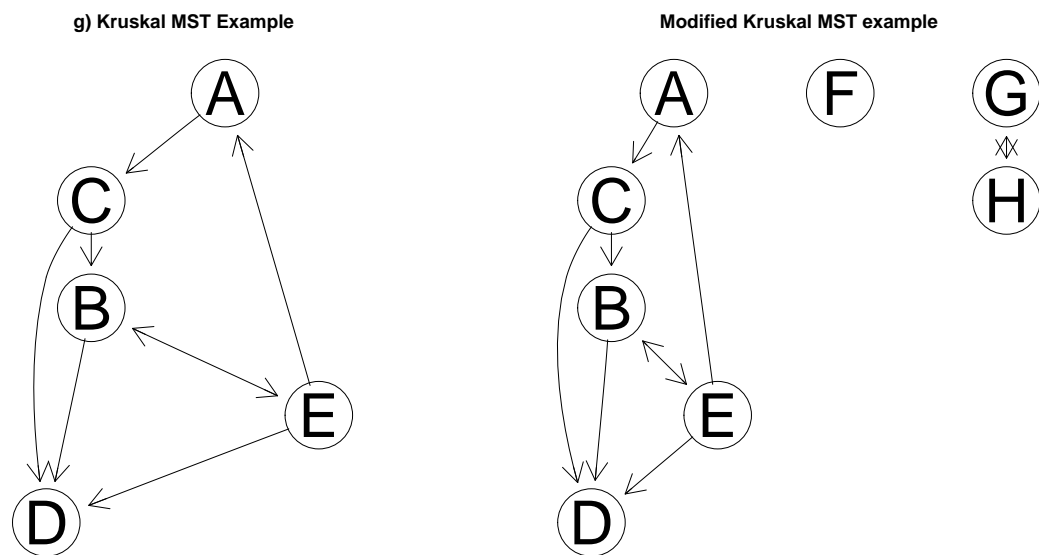 g) Kruskal MST Example
A
C
B
E
D
Modified Kruskal MST example
A
F
G
C
H
B
E
D